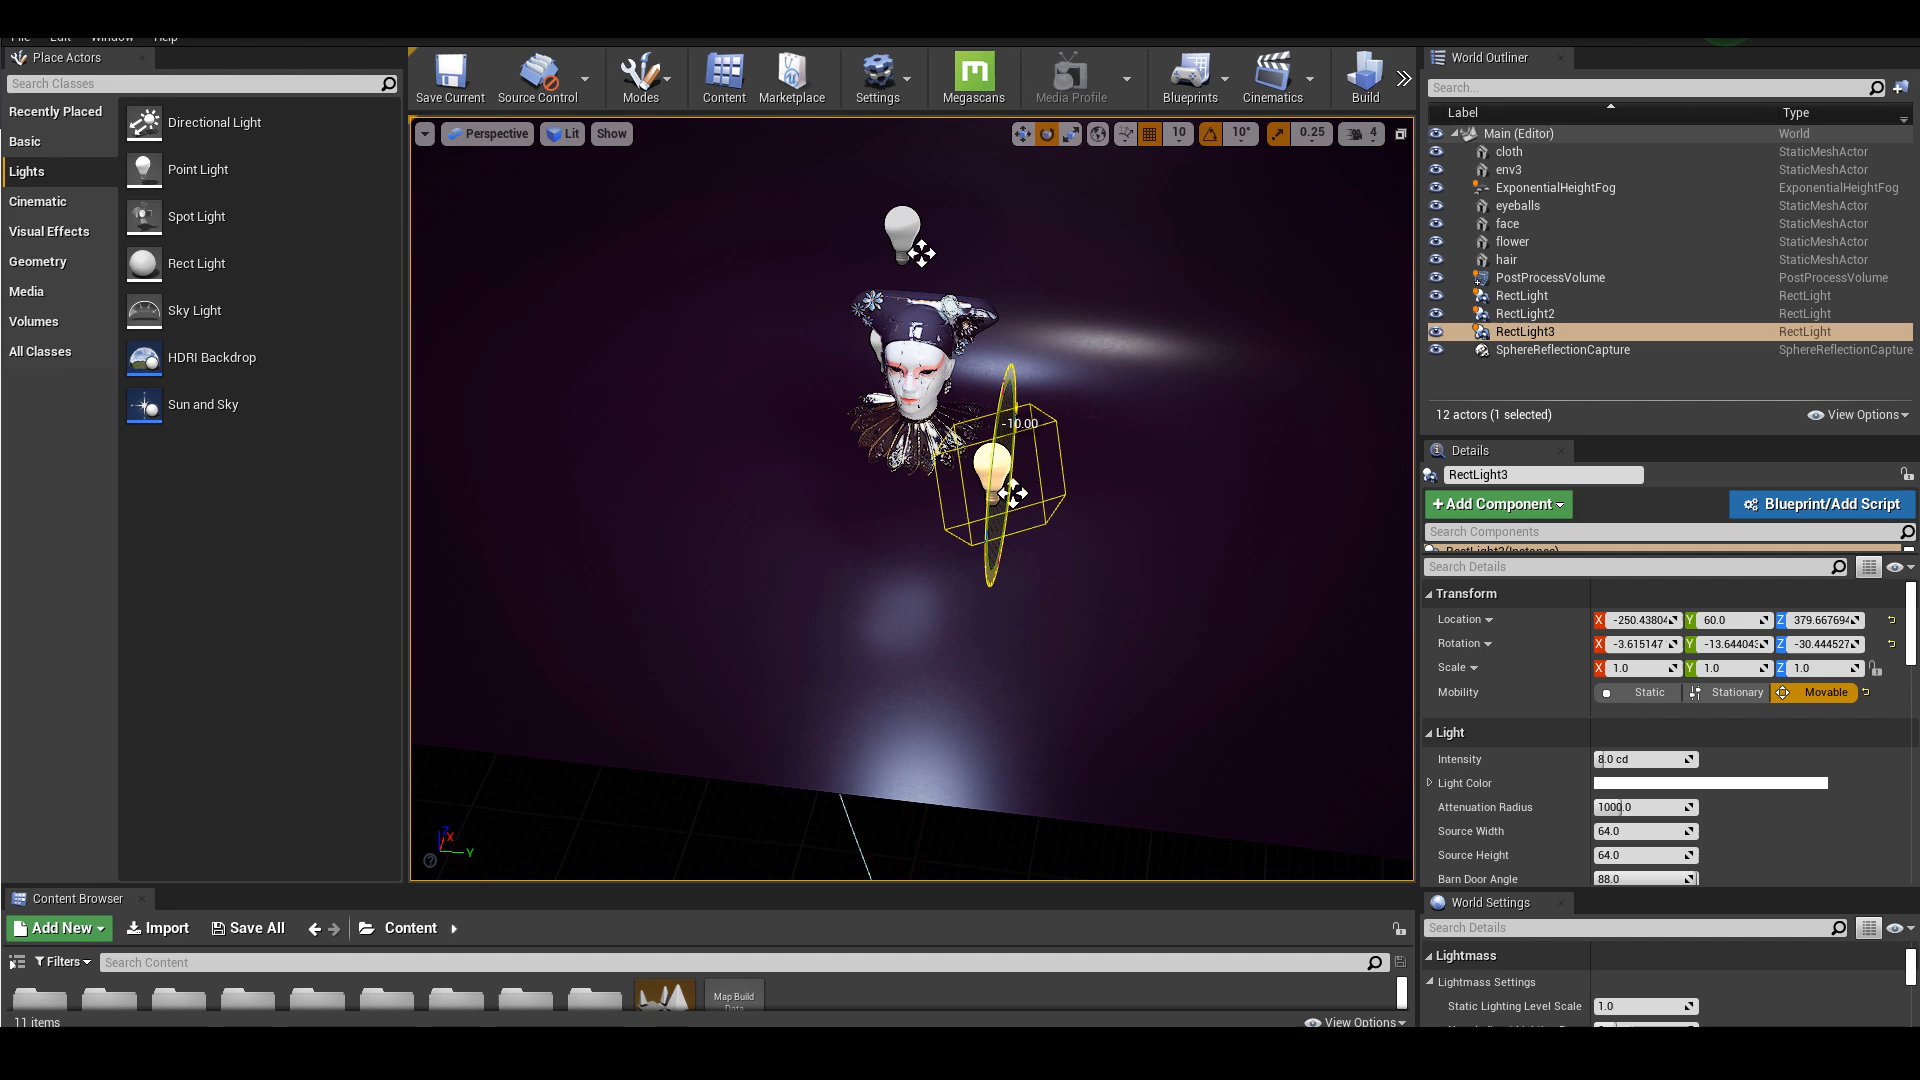 File Edit Window Help
Place Actors
Search Classes
Recently Placed
Basic
Lights
Cinematic
Visual Effects
Geometry
Media
Volumes
All Classes
Directional Light
Point Light
Spot Light
Rect Light
Sky Light
HDRI Backdrop
Sun and Sky
Save Current
Source Control
Modes
Content
Marketplace
Settings
Megascans
Media Profile
Blueprints
Cinematics
Build
Perspective Lit Show 10 10° 0.25 4
-10.00
Z X Y
World Outliner
Search...
Label Type
Main (Editor) World
cloth StaticMeshActor
env3 StaticMeshActor
ExponentialHeightFog ExponentialHeightFog
eyeballs StaticMeshActor
face StaticMeshActor
flower StaticMeshActor
hair StaticMeshActor
PostProcessVolume PostProcessVolume
RectLight RectLight
RectLight2 RectLight
RectLight3 RectLight
SphereReflectionCapture SphereReflectionCapture
12 actors (1 selected) View Options
Details
RectLight3
+ Add Component Blueprint/Add Script
Search Components
RectLight3(Instance)
Search Details
Transform
Location X -250.43804 Y 60.0 Z 379.667694
Rotation X -3.615147 Y -13.644043 Z -30.444527
Scale X 1.0 Y 1.0 Z 1.0
Mobility Static Stationary Movable
Light
Intensity 8.0 cd
Light Color
Attenuation Radius 1000.0
Source Width 64.0
Source Height 64.0
Barn Door Angle 88.0
World Settings
Search Details
Lightmass
Lightmass Settings
Static Lighting Level Scale 1.0
Content Browser
Add New Import Save All Content
Filters Search Content
Map Build
Data
11 items View Options